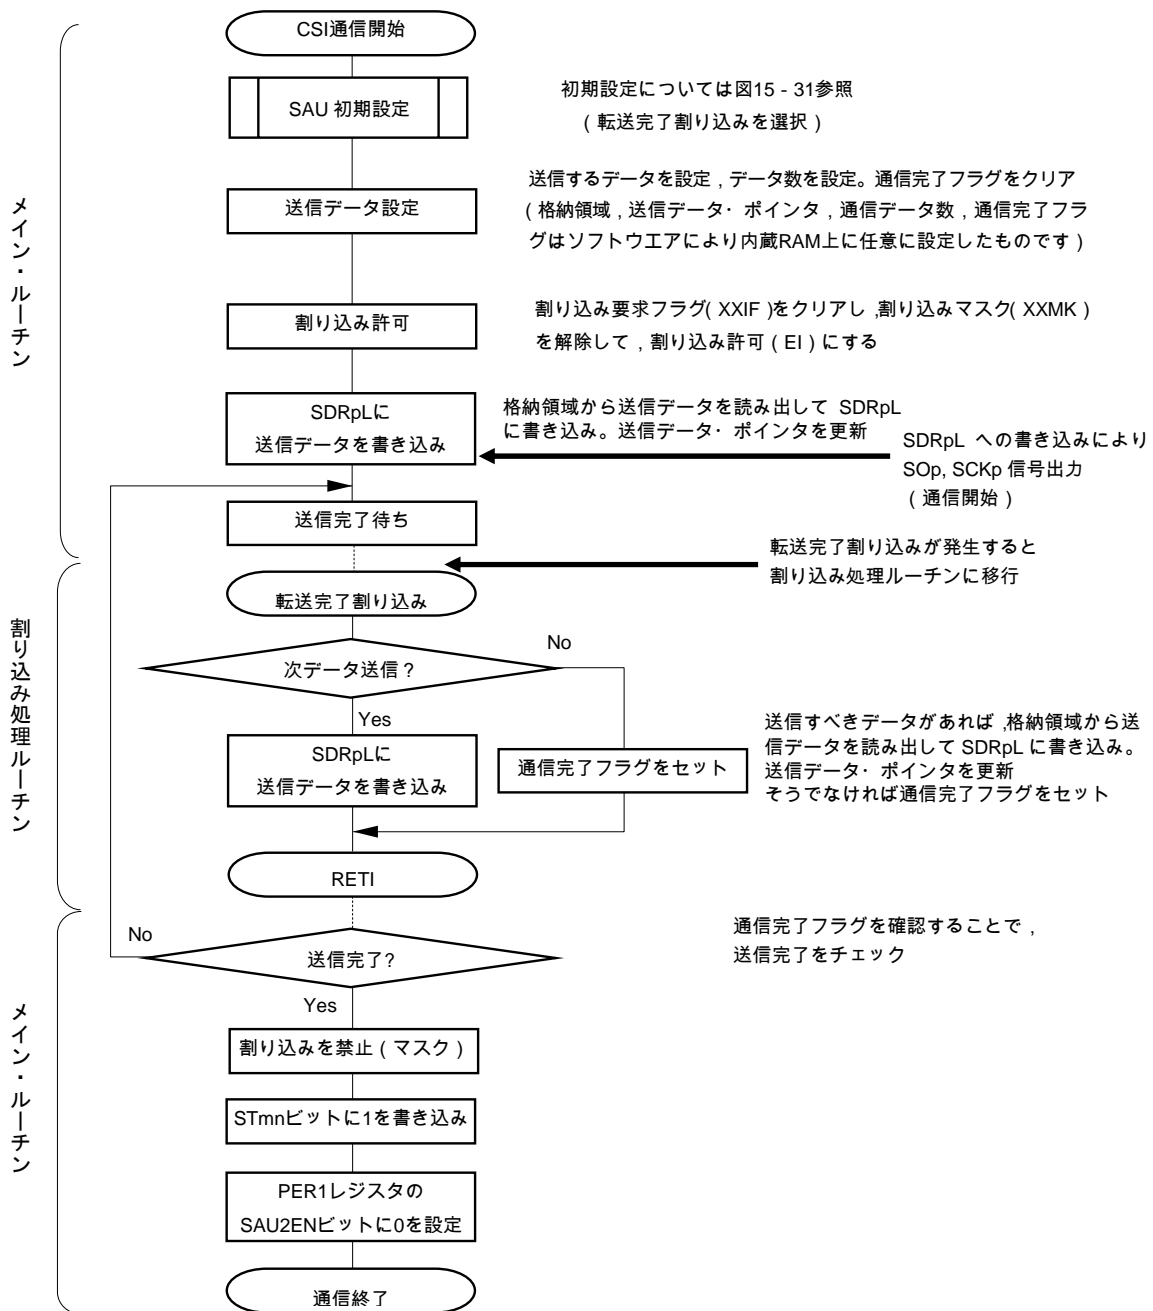 メイン・ルーチン
CSI通信開始
SAU 初期設定
初期設定については図15 - 31参照
（転送完了割り込みを選択）
送信データ設定
送信するデータを設定，データ数を設定。通信完了フラグをクリア
（格納領域，送信データ・ポインタ，通信データ数，通信完了フラ
グはソフトウエアにより内蔵RAM上に任意に設定したものです）
割り込み許可
割り込み要求フラグ（XXIF）をクリアし，割り込みマスク（XXMK）
を解除して，割り込み許可（EI）にする
SDRpLに
送信データを書き込み
格納領域から送信データを読み出して SDRpL
に書き込み。送信データ・ポインタを更新
SDRpL への書き込みにより
SOp, SCKp 信号出力
（通信開始）
送信完了待ち
転送完了割り込みが発生すると
割り込み処理ルーチンに移行
割り込み処理ルーチン
転送完了割り込み
次データ送信？
No
Yes
SDRpLに
送信データを書き込み
通信完了フラグをセット
送信すべきデータがあれば，格納領域から送
信データを読み出して SDRpL に書き込み。
送信データ・ポインタを更新
そうでなければ通信完了フラグをセット
RETI
メイン・ルーチン
No
送信完了?
通信完了フラグを確認することで，
送信完了をチェック
Yes
割り込みを禁止（マスク）
STmnビットに1を書き込み
PER1レジスタの
SAU2ENビットに0を設定
通信終了